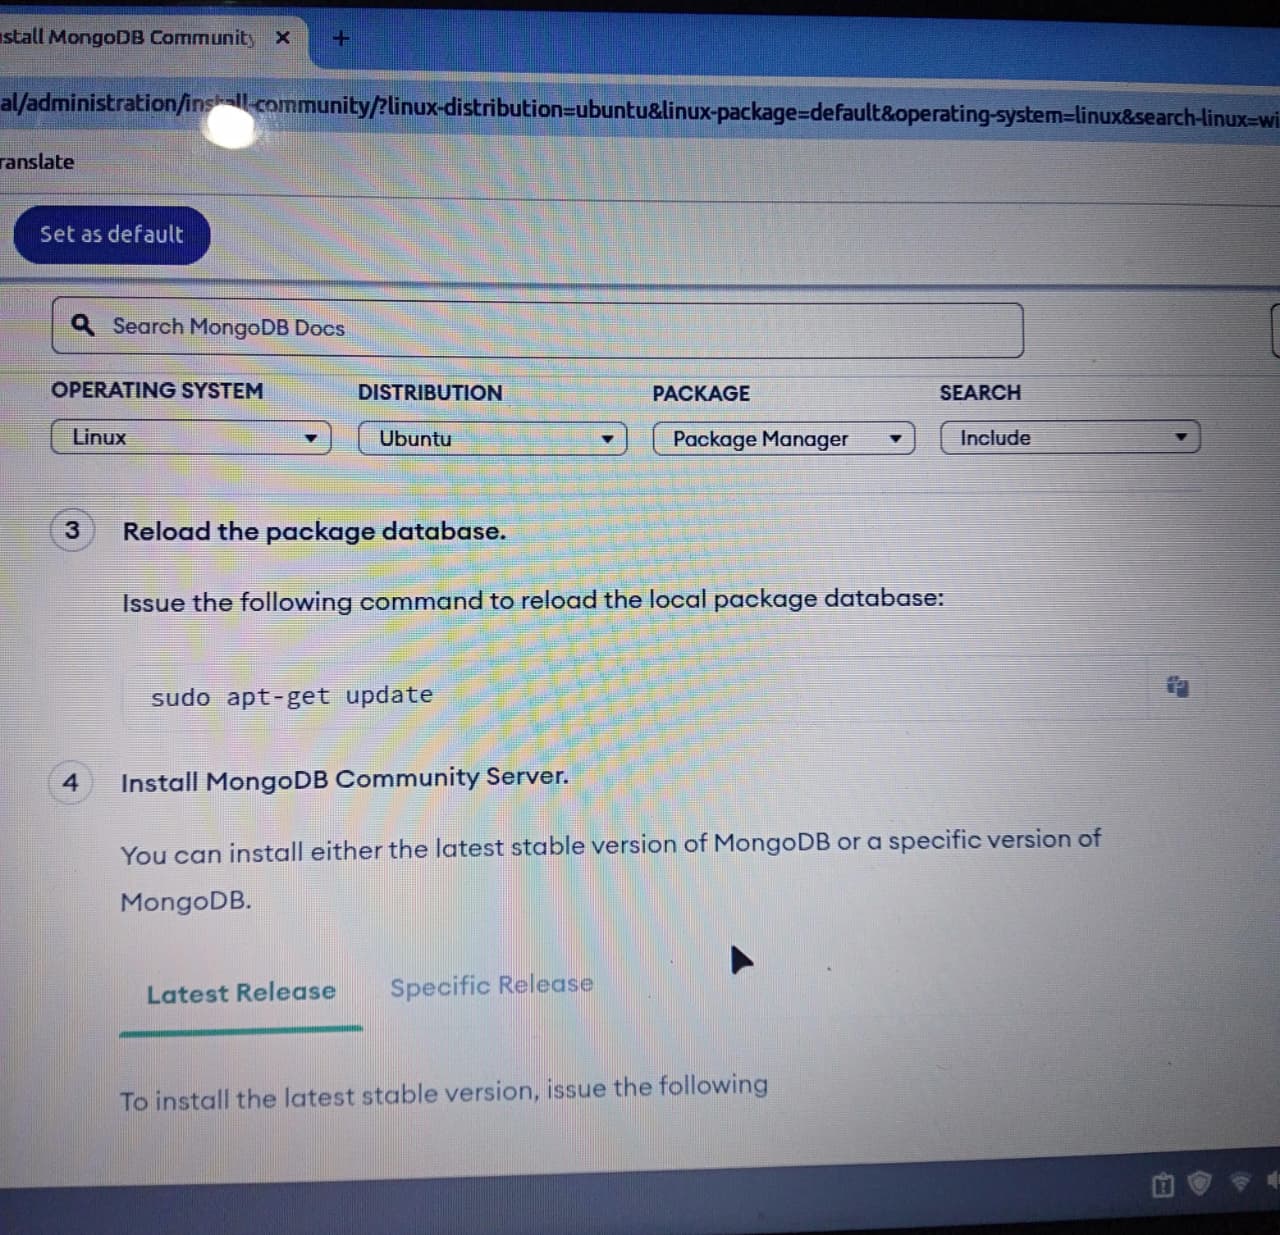 stall MongoDB Community × +
al/administration/install-community/?linux-distribution=ubuntu&linux-package=default&operating-system=linux&search-linux=wi
ranslate
Set as default
Search MongoDB Docs
OPERATING SYSTEM DISTRIBUTION PACKAGE SEARCH
Linux Ubuntu Package Manager Include
3 Reload the package database.
Issue the following command to reload the local package database:
sudo apt-get update
4 Install MongoDB Community Server.
You can install either the latest stable version of MongoDB or a specific version of
MongoDB.
Latest Release Specific Release
To install the latest stable version, issue the following